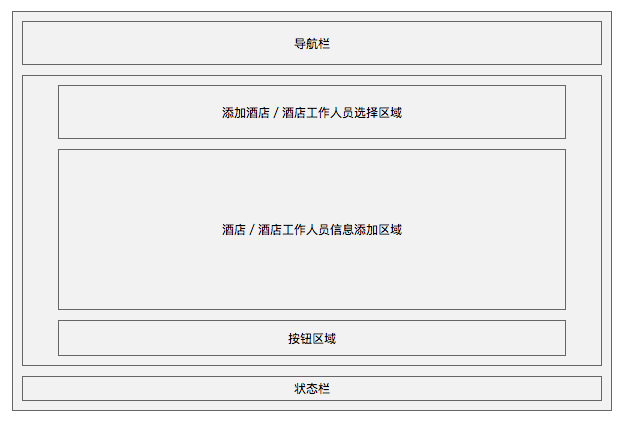 导航栏
添加酒店 / 酒店工作人员选择区域
酒店 / 酒店工作人员信息添加区域
按钮区域
状态栏